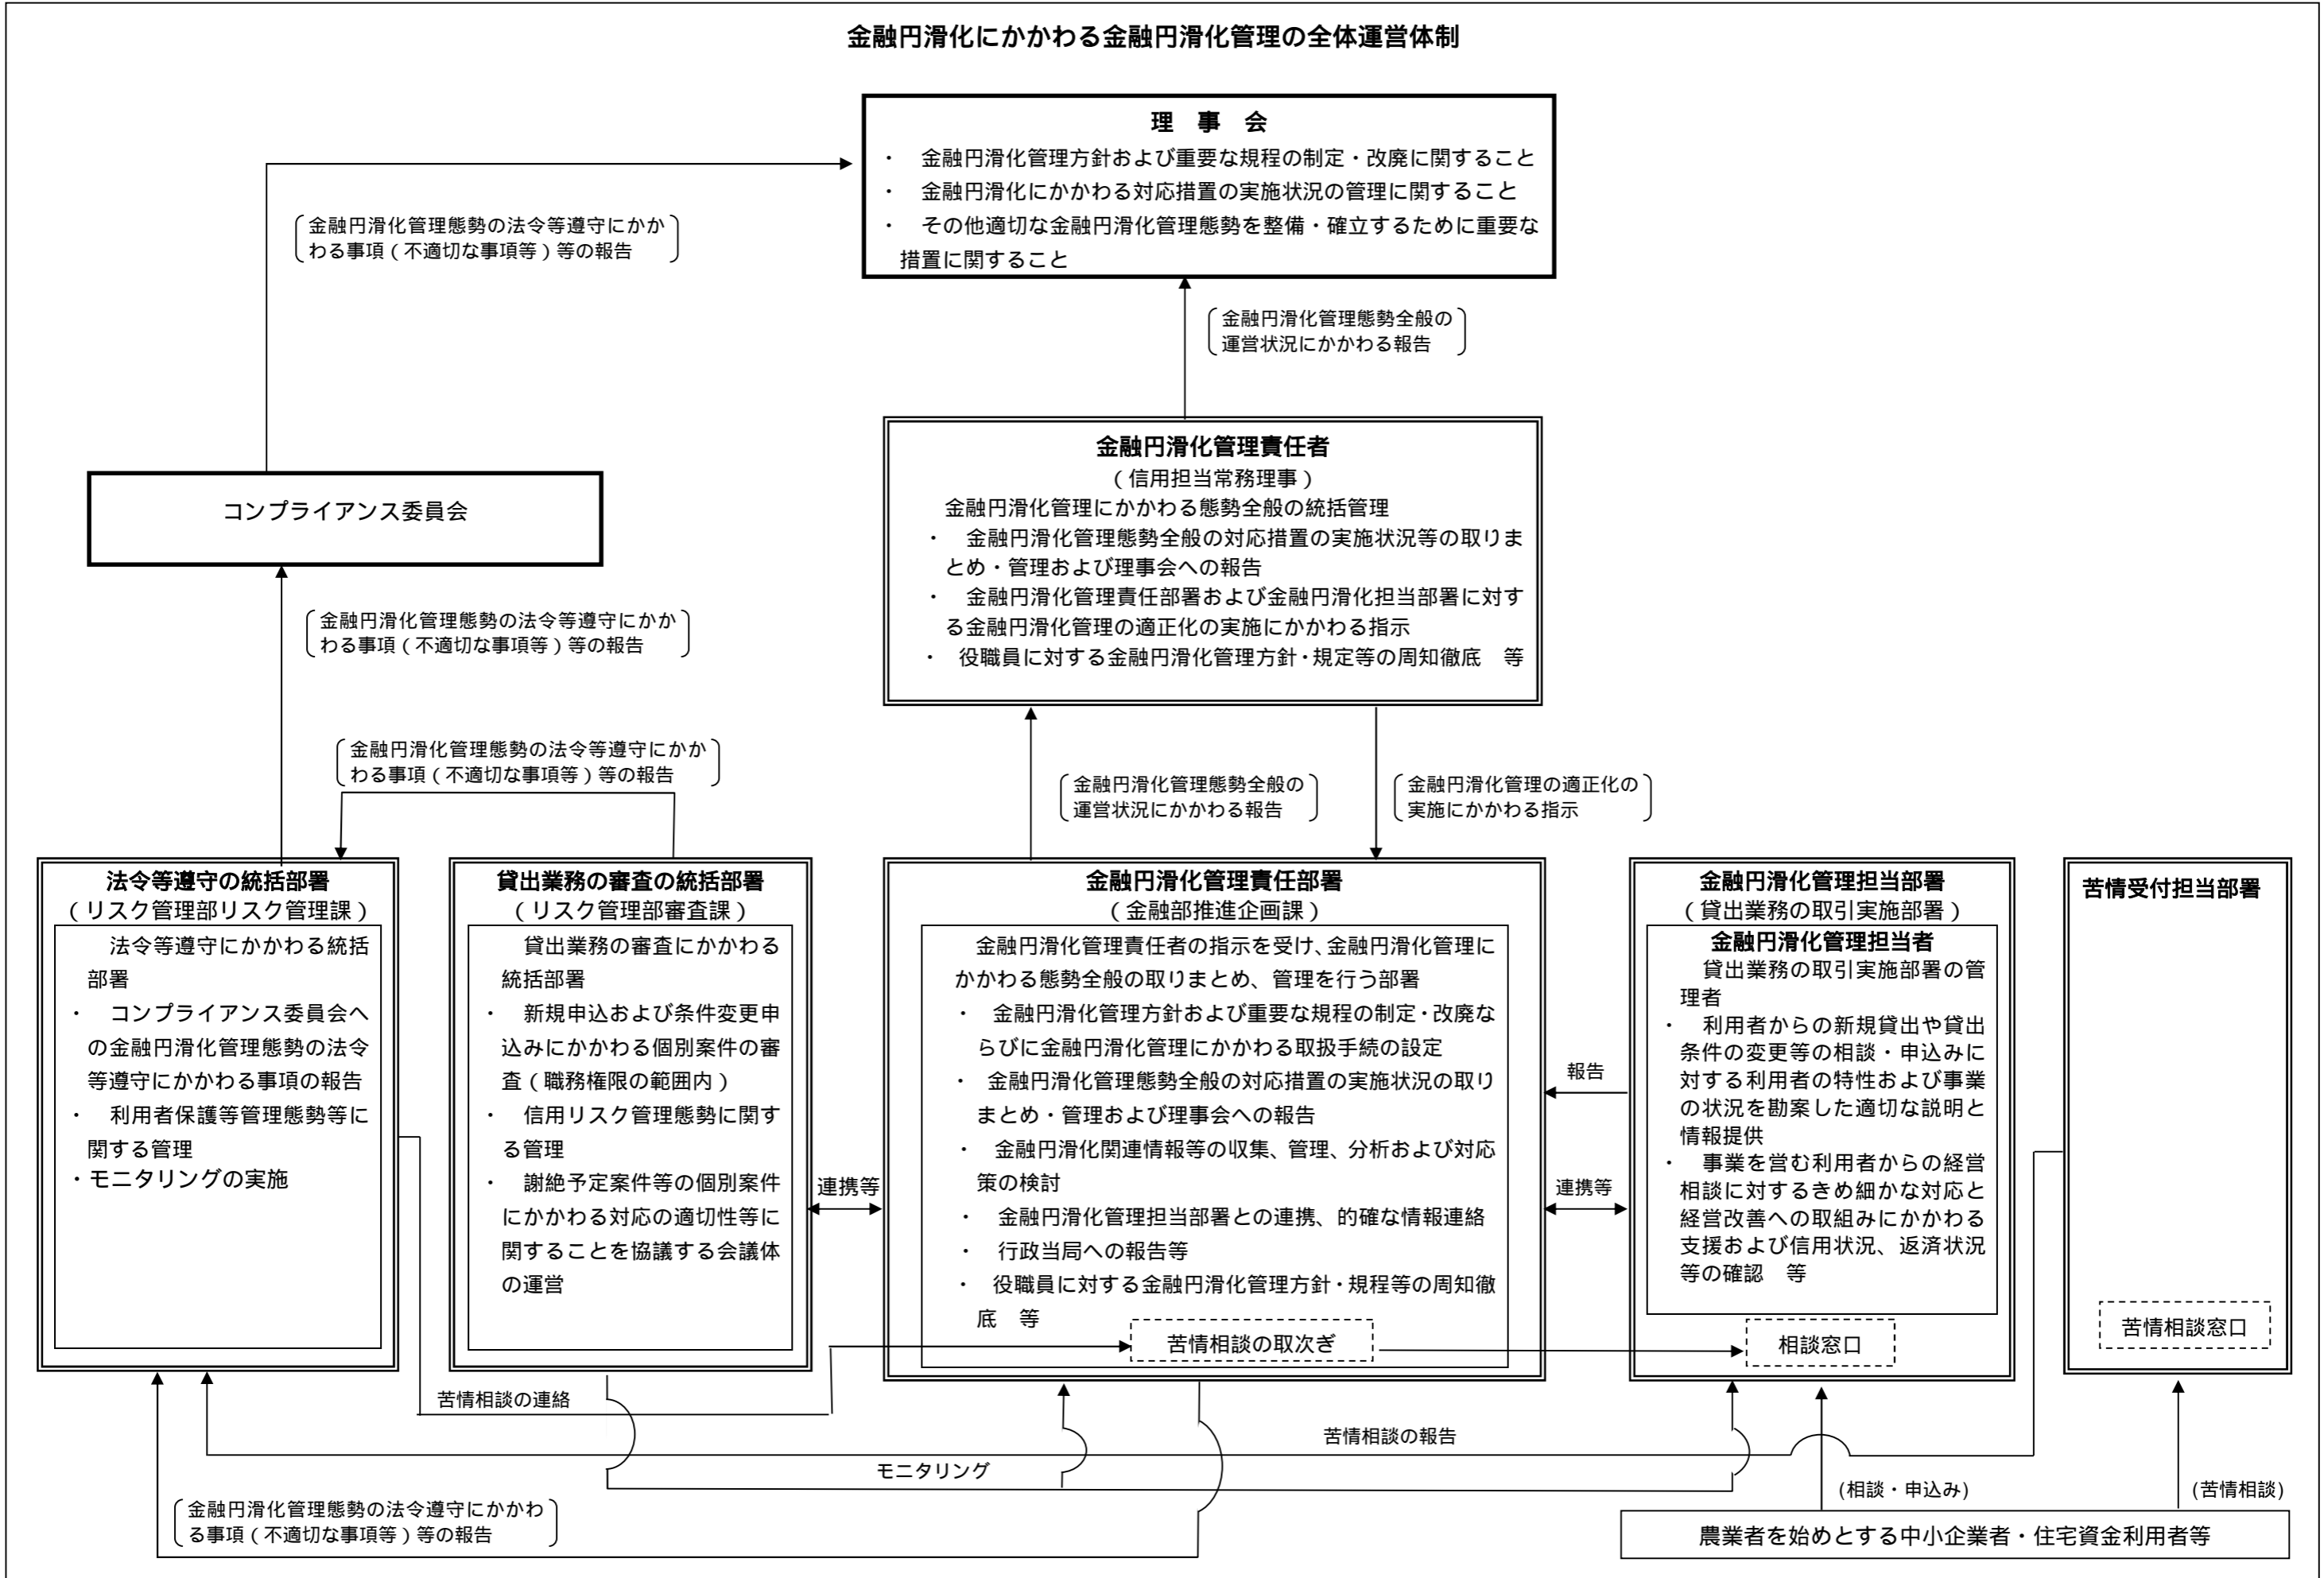 金融円滑化にかかわる金融円滑化管理の全体運営体制
理　事　会
・　金融円滑化管理方針および重要な規程の制定・改廃に関すること
・　金融円滑化にかかわる対応措置の実施状況の管理に関すること
・　その他適切な金融円滑化管理態勢を整備・確立するために重要な
措置に関すること
金融円滑化管理態勢の法令等遵守にかか
わる事項（不適切な事項等）等の報告
金融円滑化管理態勢全般の
運営状況にかかわる報告
金融円滑化管理責任者
（信用担当常務理事）
金融円滑化管理にかかわる態勢全般の統括管理
・　金融円滑化管理態勢全般の対応措置の実施状況等の取りま
とめ・管理および理事会への報告
・　金融円滑化管理責任部署および金融円滑化担当部署に対す
る金融円滑化管理の適正化の実施にかかわる指示
・　役職員に対する金融円滑化管理方針・規定等の周知徹底　等
コンプライアンス委員会
金融円滑化管理態勢の法令等遵守にかか
わる事項（不適切な事項等）等の報告
金融円滑化管理態勢の法令等遵守にかか
わる事項（不適切な事項等）等の報告
金融円滑化管理態勢全般の
運営状況にかかわる報告
金融円滑化管理の適正化の
実施にかかわる指示
法令等遵守の統括部署
（リスク管理部リスク管理課）
法令等遵守にかかわる統括
部署
・　コンプライアンス委員会へ
の金融円滑化管理態勢の法令
等遵守にかかわる事項の報告
・　利用者保護等管理態勢等に
関する管理
・モニタリングの実施
貸出業務の審査の統括部署
（リスク管理部審査課）
貸出業務の審査にかかわる
統括部署
・　新規申込および条件変更申
込みにかかわる個別案件の審
査（職務権限の範囲内）
・　信用リスク管理態勢に関す
る管理
・　謝絶予定案件等の個別案件
にかかわる対応の適切性等に
関することを協議する会議体
の運営
連携等
金融円滑化管理責任部署
（金融部推進企画課）
金融円滑化管理責任者の指示を受け、金融円滑化管理に
かかわる態勢全般の取りまとめ、管理を行う部署
・　金融円滑化管理方針および重要な規程の制定・改廃な
らびに金融円滑化管理にかかわる取扱手続の設定
・　金融円滑化管理態勢全般の対応措置の実施状況の取り
まとめ・管理および理事会への報告
・　金融円滑化関連情報等の収集、管理、分析および対応
策の検討
・　金融円滑化管理担当部署との連携、的確な情報連絡
・　行政当局への報告等
・　役職員に対する金融円滑化管理方針・規程等の周知徹
底　等
苦情相談の取次ぎ
報告
連携等
金融円滑化管理担当部署
（貸出業務の取引実施部署）
金融円滑化管理担当者
貸出業務の取引実施部署の管
理者
・　利用者からの新規貸出や貸出
条件の変更等の相談・申込みに
対する利用者の特性および事業
の状況を勘案した適切な説明と
情報提供
・　事業を営む利用者からの経営
相談に対するきめ細かな対応と
経営改善への取組みにかかわる
支援および信用状況、返済状況
等の確認　等
相談窓口
苦情受付担当部署
苦情相談窓口
苦情相談の連絡
苦情相談の報告
モニタリング
金融円滑化管理態勢の法令遵守にかかわ
る事項（不適切な事項等）等の報告
(相談・申込み)
(苦情相談)
農業者を始めとする中小企業者・住宅資金利用者等